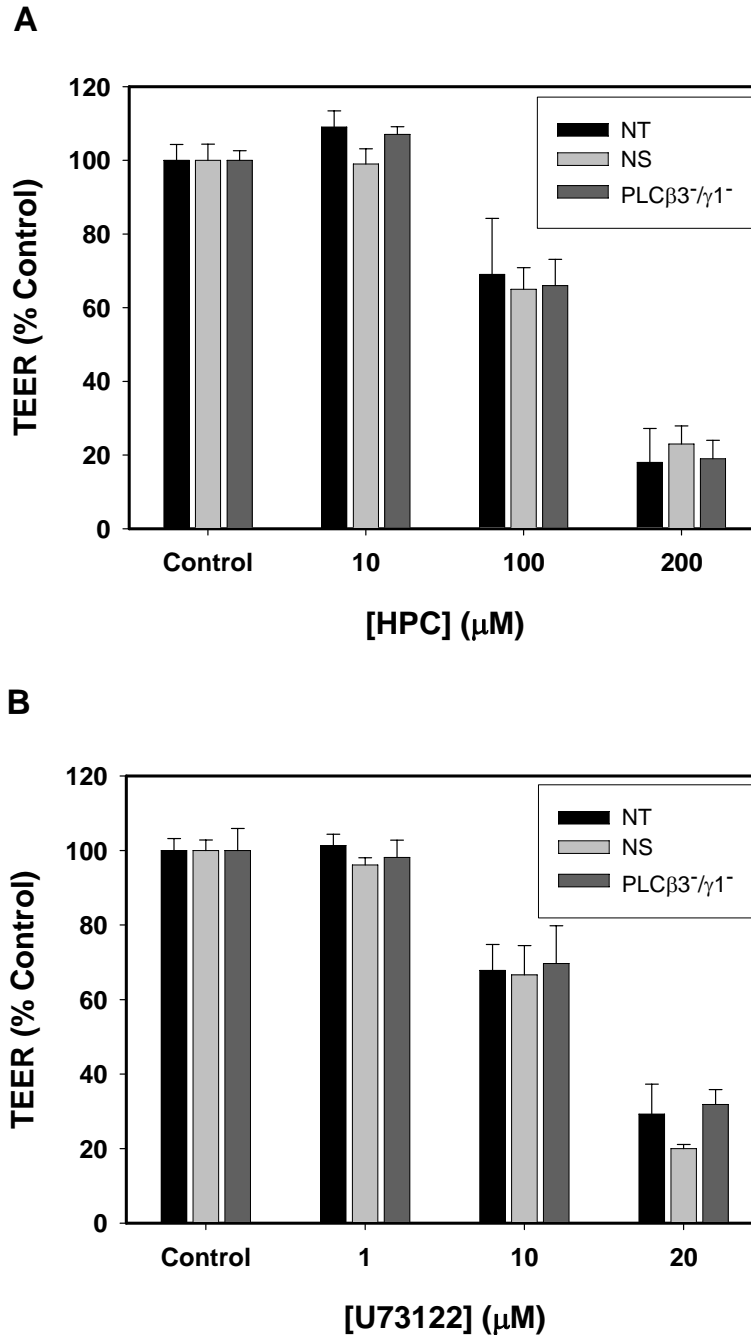 A
120
100
80
60
40
20
0
TEER (% Control)
NT
NS
PLCβ3⁻/γ1⁻
Control 10 100 200
[HPC] (μM)
B
120
100
80
60
40
20
0
TEER (% Control)
NT
NS
PLCβ3⁻/γ1⁻
Control 1 10 20
[U73122] (μM)